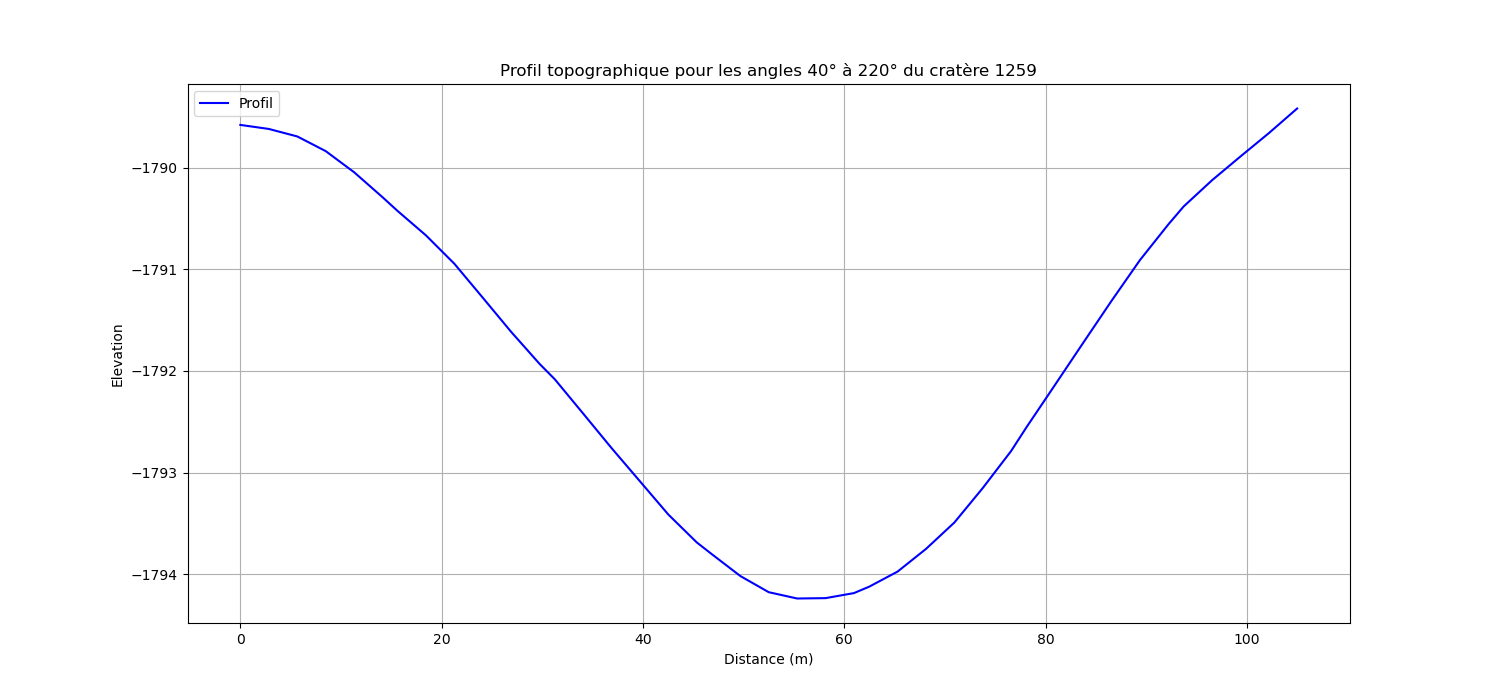 Profil topographique pour les angles 40° à 220° du cratère 1259
Profil
−1790
−1791
−1792
−1793
−1794
Elevation
0 20 40 60 80 100
Distance (m)